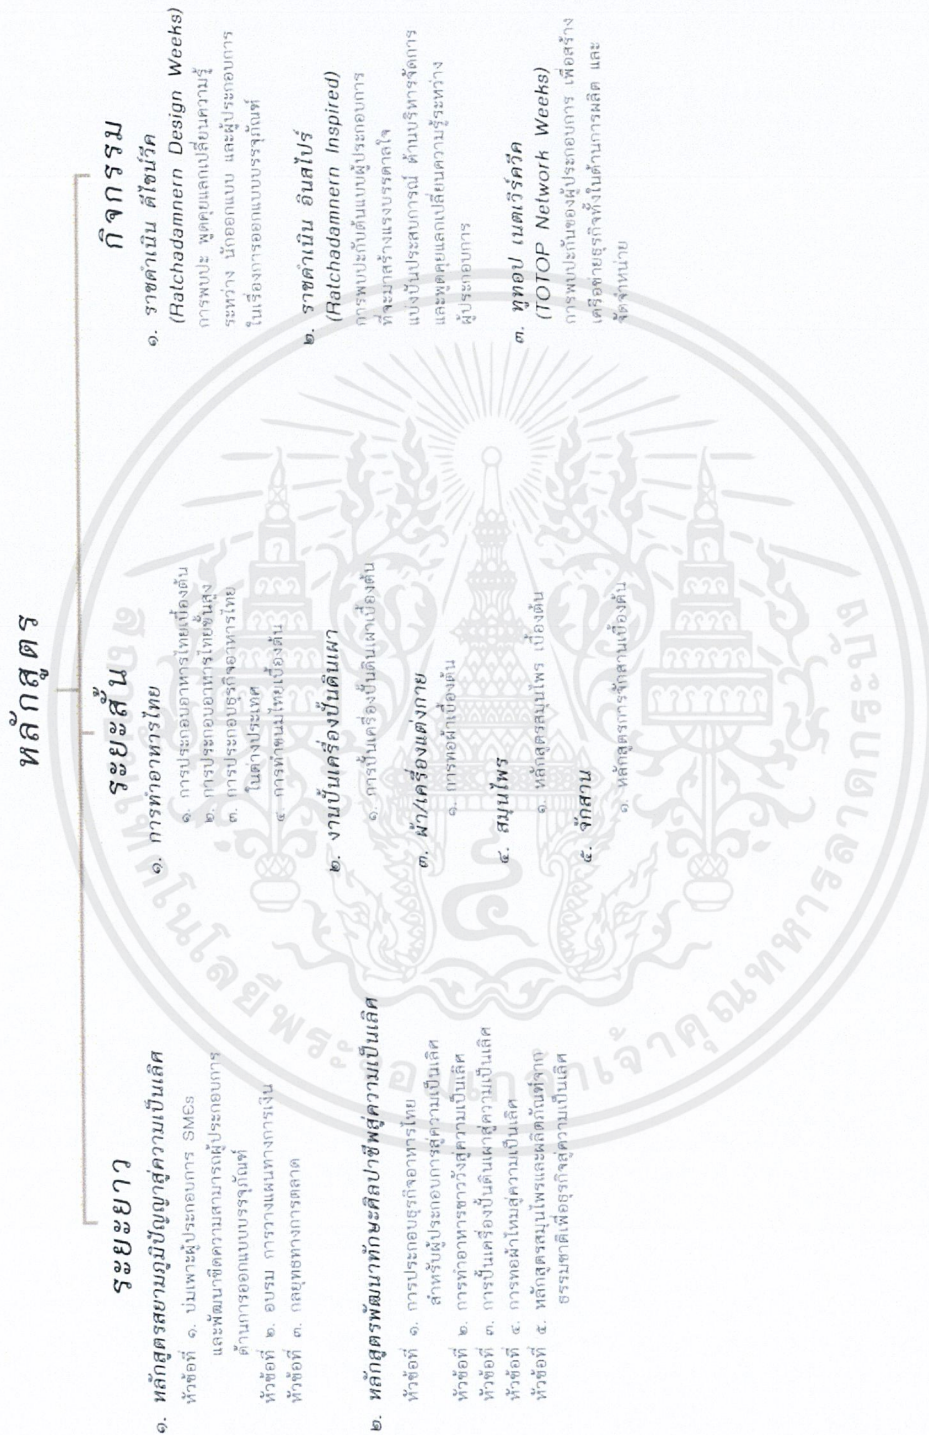 หลักสูตร
ระยะยาว
๑. หลักสูตรสยามภูมิปัญญาสู่ความเป็นเลิศ
หัวข้อที่ ๑. บ่มเพาะผู้ประกอบการ SMEs
และพัฒนาขีดความสามารถผู้ประกอบการ
ด้านการออกแบบบรรจุภัณฑ์
หัวข้อที่ ๒. อบรม การวางแผนทางการเงิน
หัวข้อที่ ๓. กลยุทธทางการตลาด
๒. หลักสูตรพัฒนาทักษะศิลปาชีพสู่ความเป็นเลิศ
หัวข้อที่ ๑. การประกอบธุรกิจอาหารไทย
สำหรับผู้ประกอบการสู่ความเป็นเลิศ
หัวข้อที่ ๒. การทำอาหารชาววังสู่ความเป็นเลิศ
หัวข้อที่ ๓. การปั้นเครื่องปั้นดินเผาสู่ความเป็นเลิศ
หัวข้อที่ ๔. การทอผ้าไหมสู่ความเป็นเลิศ
หัวข้อที่ ๕. หลักสูตรสมุนไพรและผลิตภัณฑ์จาก
ธรรมชาติเพื่อธุรกิจสู่ความเป็นเลิศ
ระยะสั้น
๑. การทำอาหารไทย
๑. การประกอบอาหารไทยเบื้องต้น
๒. การประกอบอาหารไทยขั้นสูง
๓. การประกอบธุรกิจอาหารไทย
ในต่างประเทศ
๔. การทำขนมไทยเบื้องต้น
๒. งานปั้นเครื่องปั้นดินเผา
๑. การปั้นเครื่องปั้นดินเผาเบื้องต้น
๓. ผ้า/เครื่องแต่งกาย
๑. การทอผ้าเบื้องต้น
๔. สมุนไพร
๑. หลักสูตรสมุนไพร เบื้องต้น
๕. จักสาน
๑. หลักสูตรการจักสานเบื้องต้น
กิจกรรม
๑. ราชดำเนิน ดีไซน์วีค
(Ratchadamnern Design Weeks)
การพบปะ พูดคุยแลกเปลี่ยนความรู้
ระหว่าง นักออกแบบ และผู้ประกอบการ
ในเรื่องการออกแบบบรรจุภัณฑ์
๒. ราชดำเนิน อินสไปร์
(Ratchadamnern Inspired)
การพบปะกับต้นแบบผู้ประกอบการ
ที่จะมาสร้างแรงบรรดาลใจ
แบ่งปันประสบการณ์ ด้านบริหารจัดการ
และพูดคุยแลกเปลี่ยนความรู้ระหว่าง
ผู้ประกอบการ
๓. ทูทอป เนตเวิร์ควีค
(TOTOP Network Weeks)
การพบปะกันของผู้ประกอบการ เพื่อสร้าง
เครือข่ายธุรกิจทั้งในด้านการผลิต และ
จัดจำหน่าย
สถาบันเทคโนโลยีพระจอมเกล้าเจ้าคุณทหารลาดกระบัง